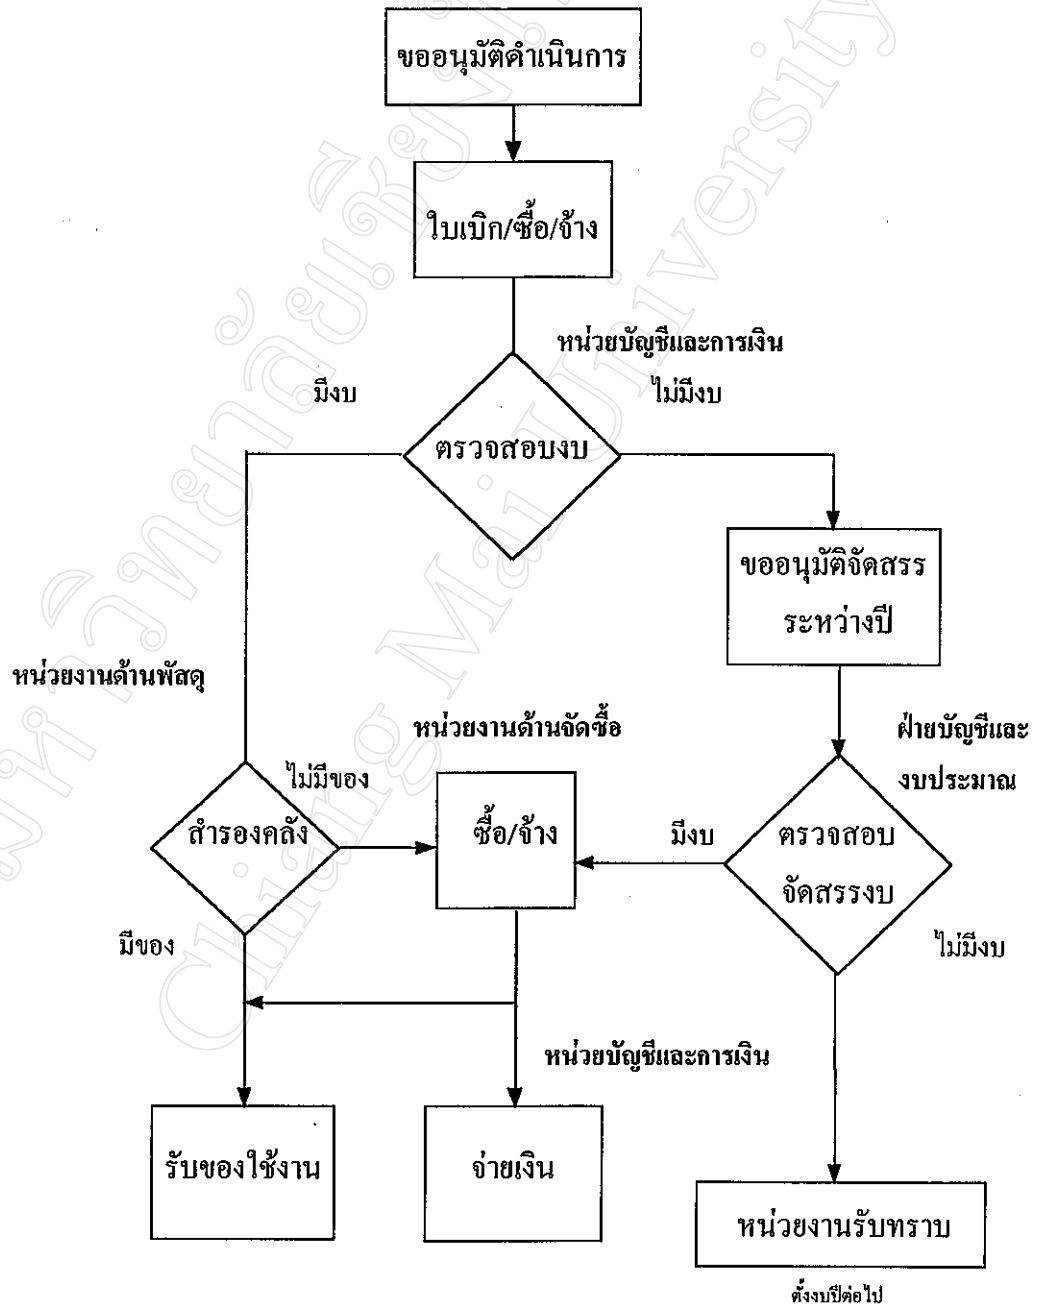 ขออนุมัติดำเนินการ
ใบเบิก/ซื้อ/จ้าง
หน่วยบัญชีและการเงิน
มีงบ
ไม่มีงบ
ตรวจสอบงบ
ขออนุมัติจัดสรร
ระหว่างปี
หน่วยงานด้านพัสดุ
หน่วยงานด้านจัดซื้อ
ฝ่ายบัญชีและ
งบประมาณ
ไม่มีของ
สำรองคลัง
ซื้อ/จ้าง
มีงบ
ตรวจสอบ
จัดสรรงบ
มีของ
ไม่มีงบ
หน่วยบัญชีและการเงิน
รับของใช้งาน
จ่ายเงิน
หน่วยงานรับทราบ
ตั้งงบปีต่อไป
Chiang Mai University